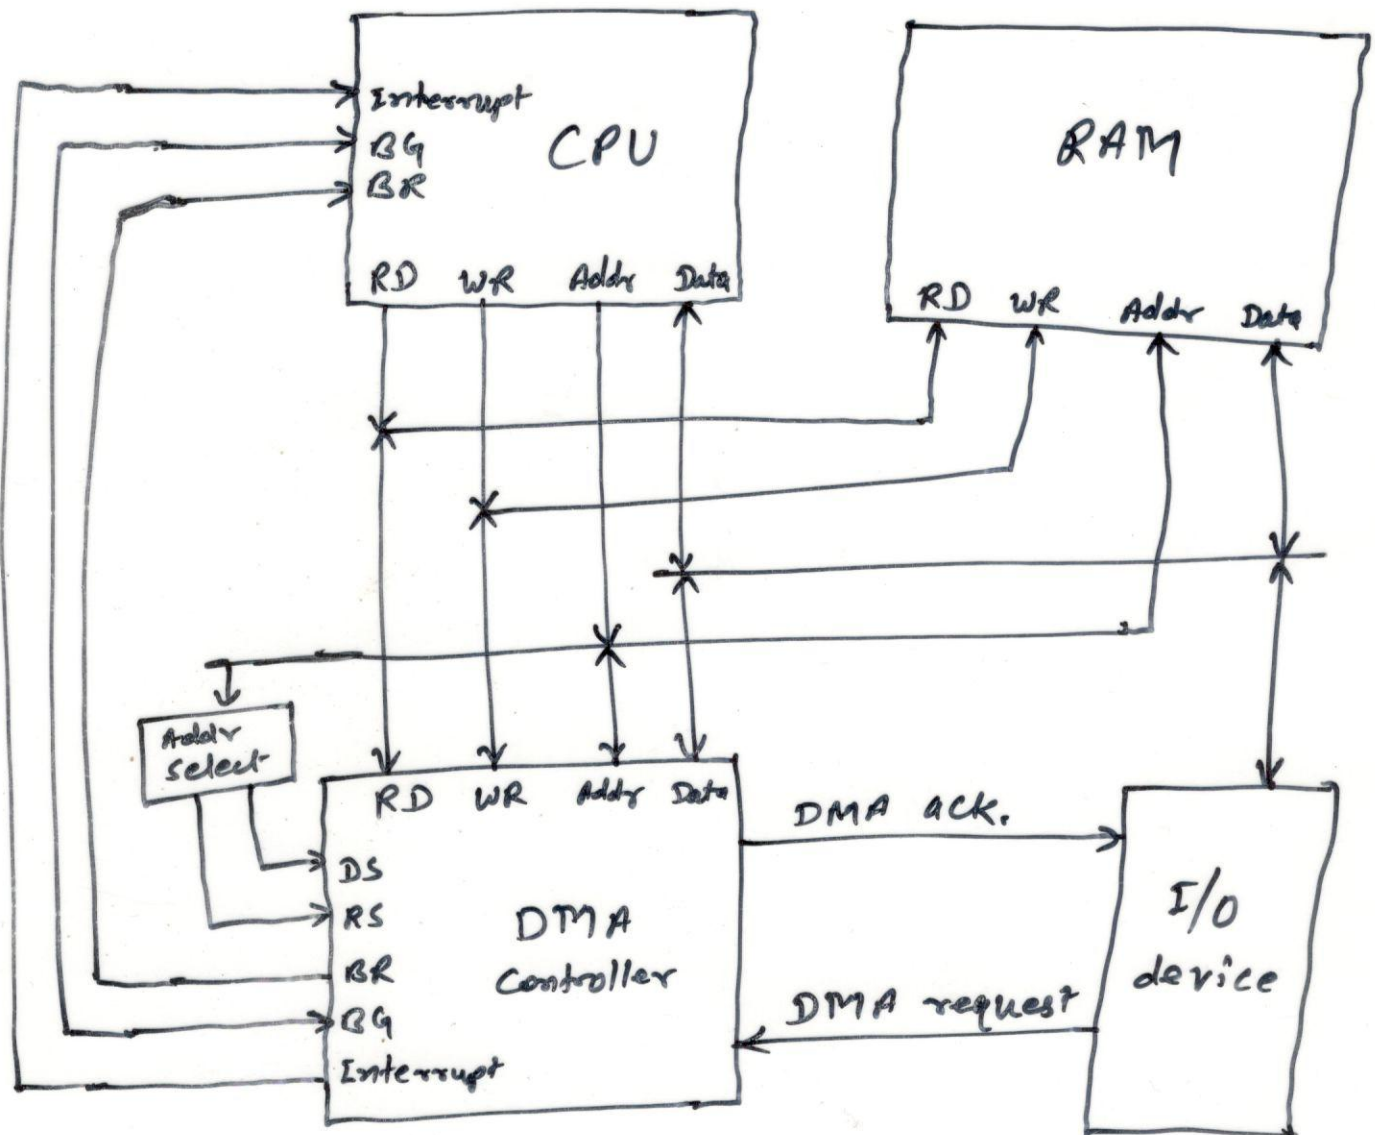 Interrupt
BG
BR
CPU
RD WR Addr Data
RAM
RD WR Addr Data
Addr
select
RD WR Addr Data
DS
RS
BR
BG
Interrupt
DMA
Controller
DMA ack.
DMA request
I/O
device